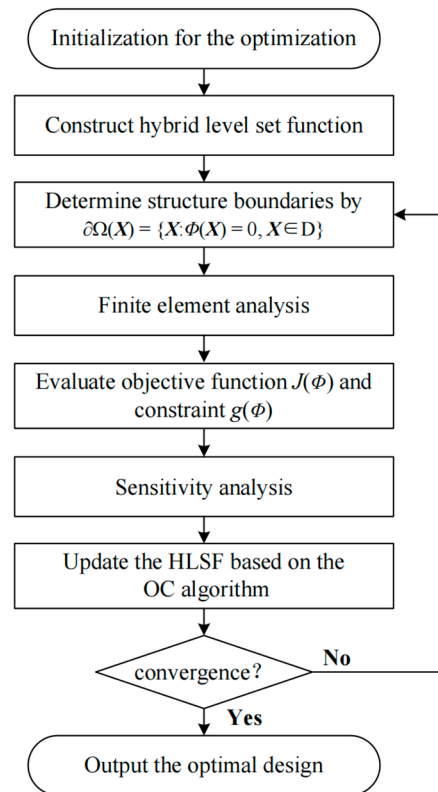 Initialization for the optimization
Construct hybrid level set function
Determine structure boundaries by
∂Ω(X) = {X:Φ(X) = 0, X∈D}
Finite element analysis
Evaluate objective function J(Φ) and
constraint g(Φ)
Sensitivity analysis
Update the HLSF based on the
OC algorithm
convergence?
No
Yes
Output the optimal design